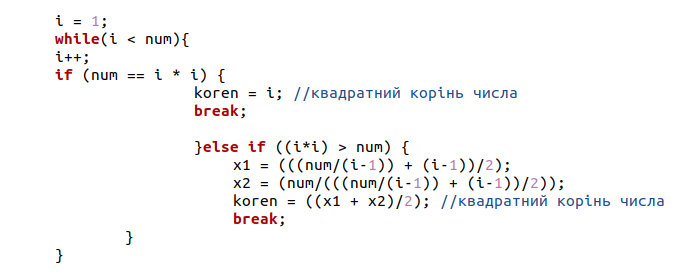 i = 1;
while(i < num){
i++;
if (num == i * i) {
koren = i; //квадратний корінь числа
break;
}else if ((i*i) > num) {
x1 = (((num/(i-1)) + (i-1))/2);
x2 = (num/(((num/(i-1)) + (i-1))/2));
koren = ((x1 + x2)/2); //квадратний корінь числа
break;
}
}